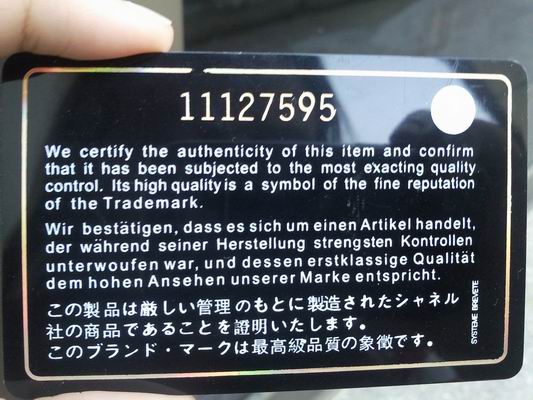 11127595
We certify the authenticity of this item and confirm
that it has been subjected to the most exacting quality
control. Its high quality is a symbol of the fine reputation
of the Trademark.
Wir bestätigen, dass es sich um einen Artikel handelt,
der während seiner Herstellung strengsten Kontrollen
unterwoufen war, und dessen erstklassige Qualität
dem hohen Ansehen unserer Marke entspricht.
この製品は厳しい管理のもとに製造されたシャネル
社の商品であることを證明いたします。
このブランド・マークは最高級品質の象徴です。
SYSTEME BREVETE